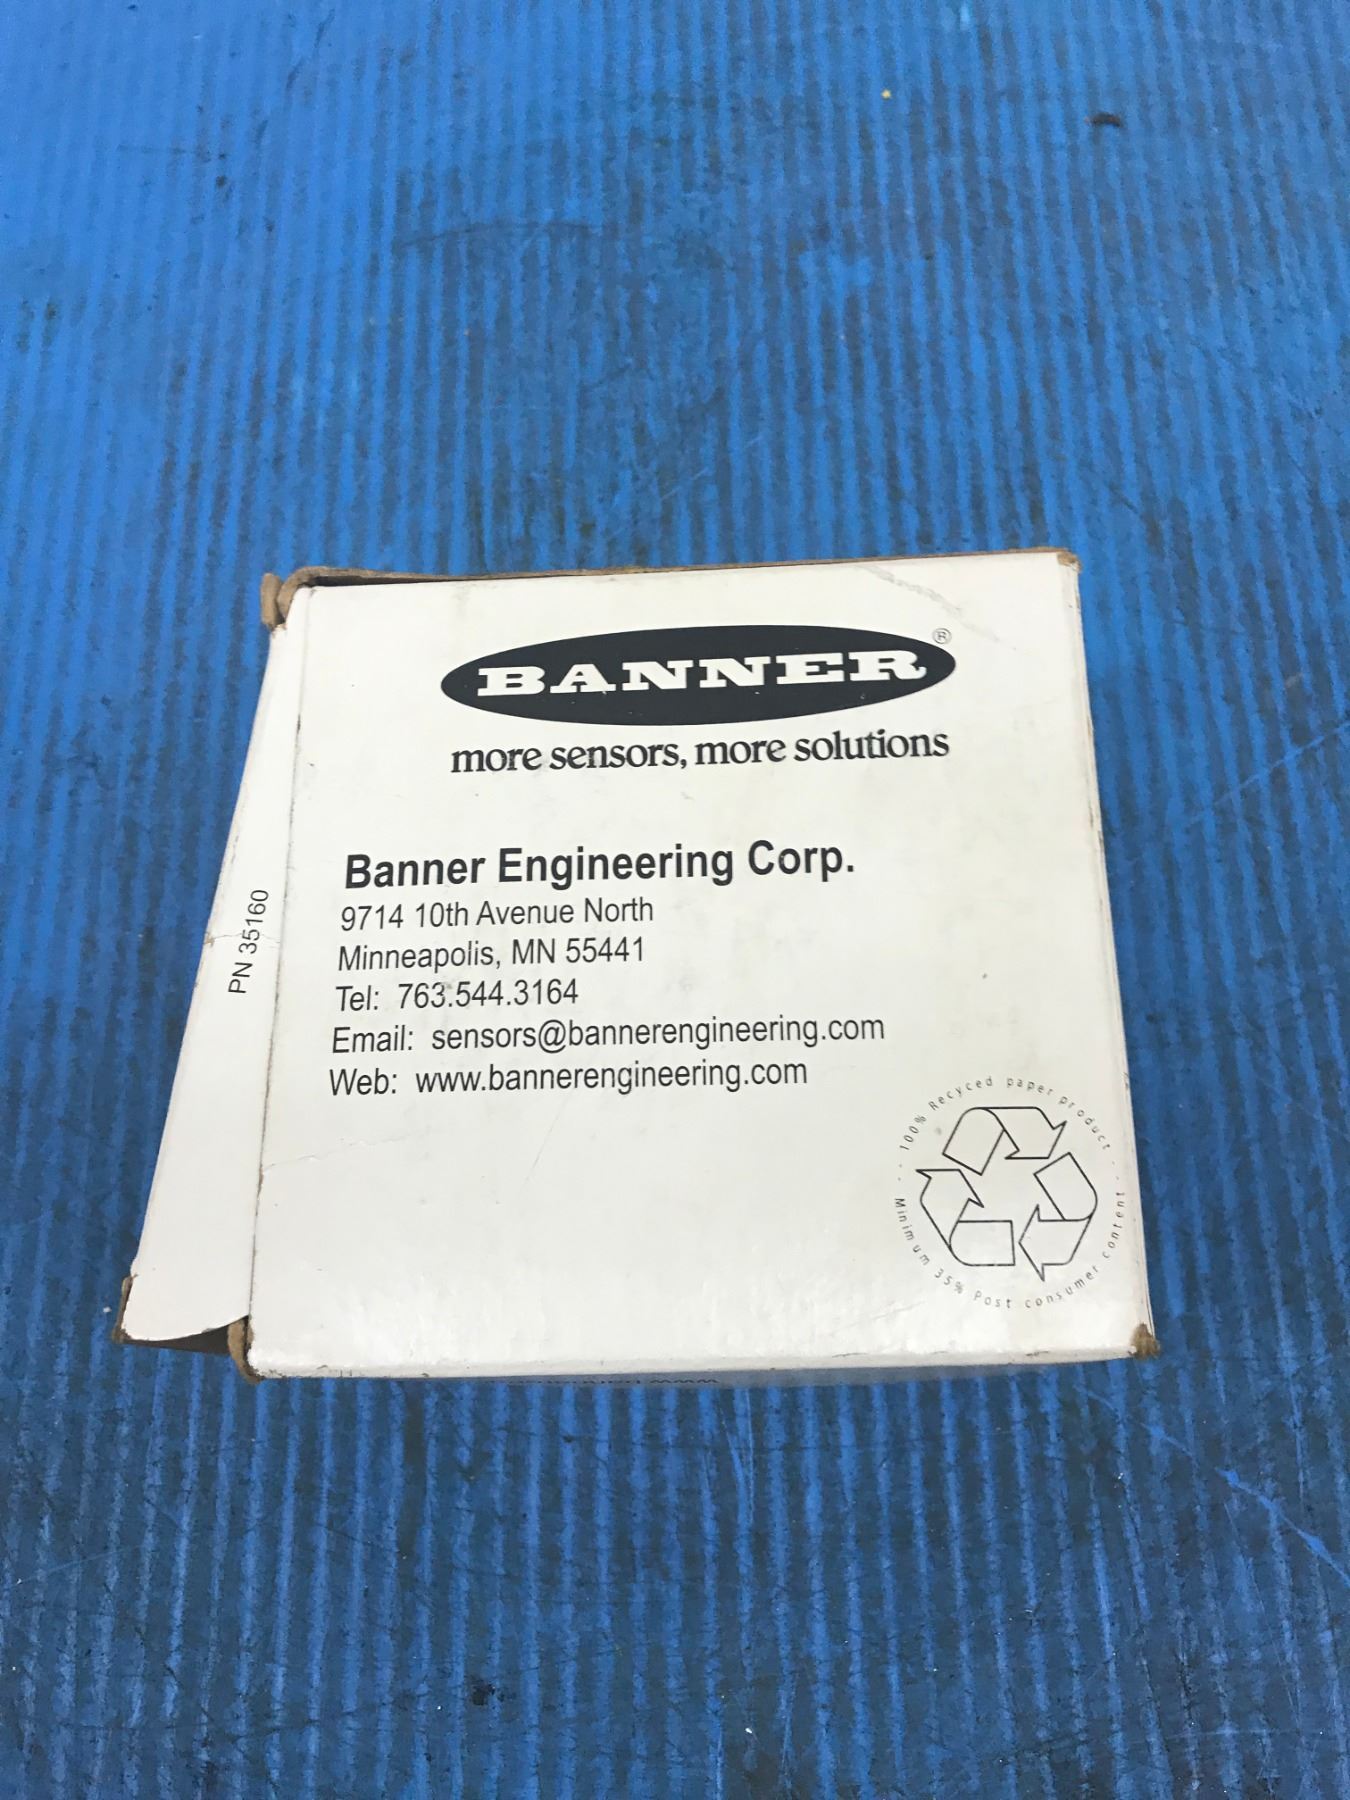 BANNER®
more sensors, more solutions
Banner Engineering Corp.
9714 10th Avenue North
Minneapolis, MN 55441
Tel: 763.544.3164
Email: sensors@bannerengineering.com
Web: www.bannerengineering.com
PN 35160
- 100% Recyced paper product -
- Minimum 35% Post consumer content -